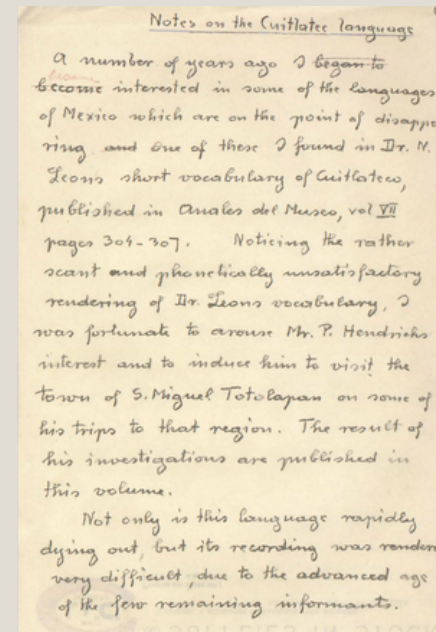 Notes on the Cuitlatec language
A number of years ago I began to
became
become interested in some of the languages
of Mexico which are on the point of disappe
ring and one of these I found in Dr. N.
Leons short vocabulary of Cuitlateco,
published in Anales del Museo, vol VII
pages 304-307. Noticing the rather
scant and phonetically unsatisfactory
rendering of Dr. Leons vocabulary, I
was fortunate to arouse Mr. P. Hendrichs
interest and to induce him to visit the
town of S. Miguel Totolapan on some of
his trips to that region. The result of
his investigations are published in
this volume.
Not only is this language rapidly
dying out, but its recording was render
very difficult, due to the advanced age
of the few remaining informants.